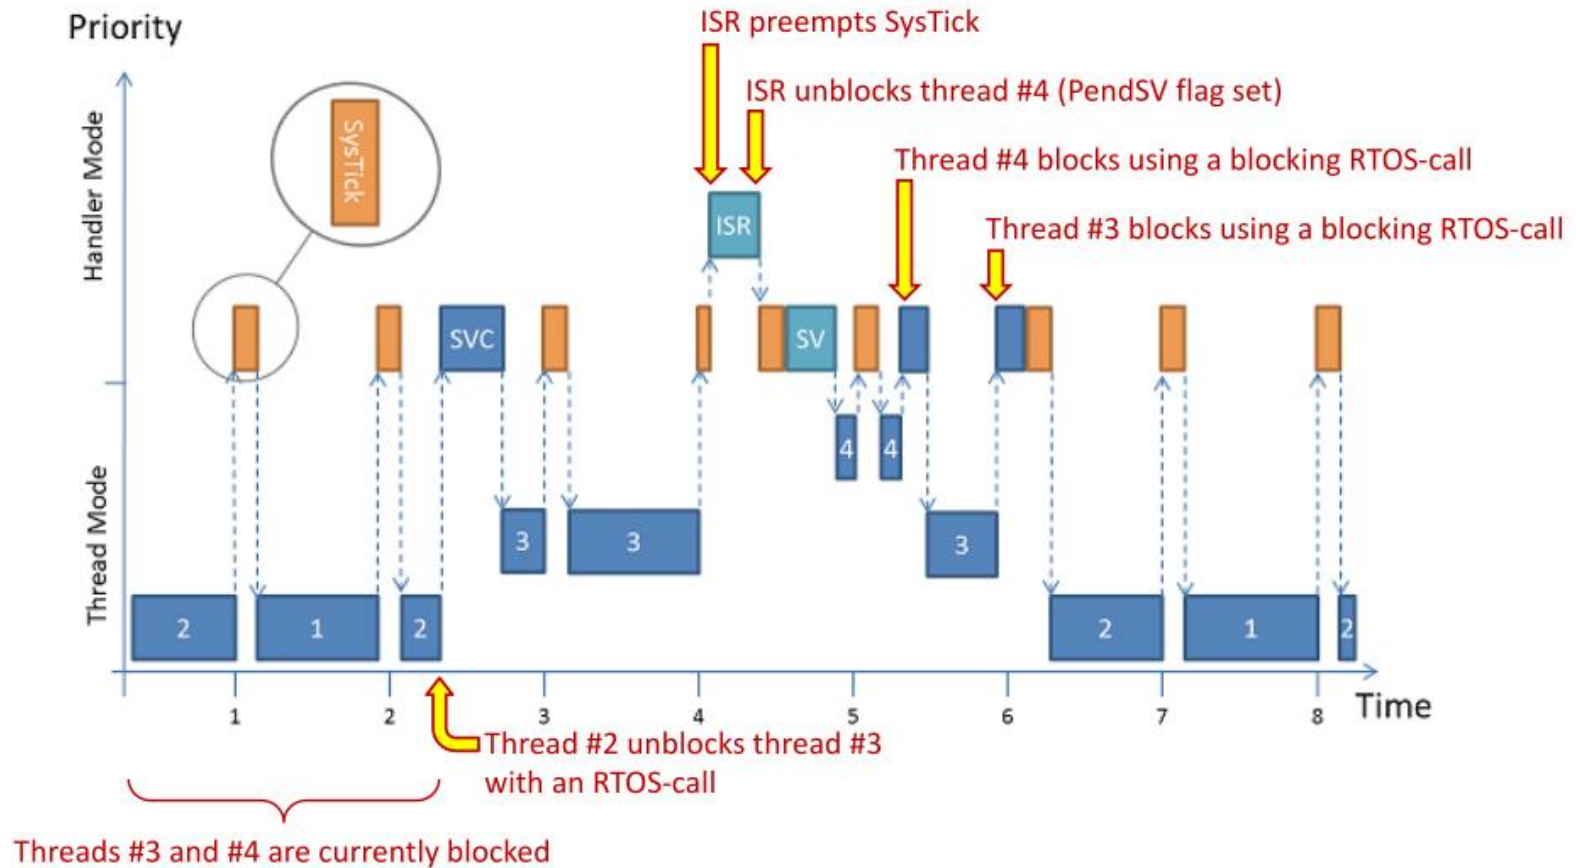 Priority
ISR preempts SysTick
ISR unblocks thread #4 (PendSV flag set)
Thread #4 blocks using a blocking RTOS-call
Thread #3 blocks using a blocking RTOS-call
Handler Mode
SysTick
ISR
SVC
SV
Thread Mode
4
4
3
3
3
2
1
2
2
1
2
1
2
3
4
5
6
7
8
Time
Thread #2 unblocks thread #3
with an RTOS-call
Threads #3 and #4 are currently blocked